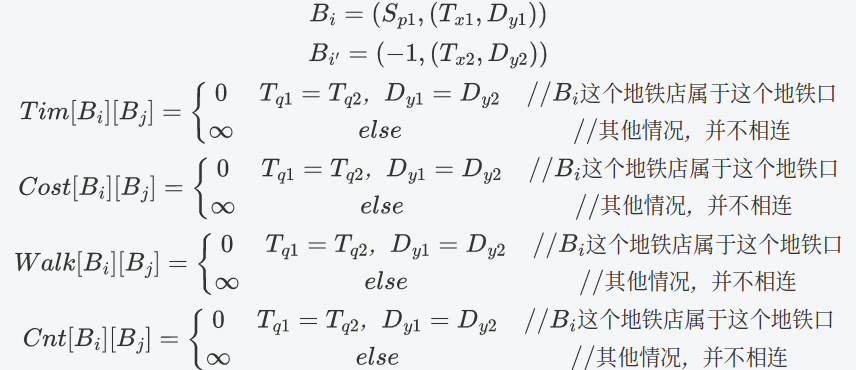 B_i = (S_{p1}, (T_{x1}, D_{y1}))
B_{i'} = (-1, (T_{x2}, D_{y2}))
Tim[B_i][B_j] = { 0 T_{q1} = T_{q2}，D_{y1} = D_{y2} //B_i这个地铁店属于这个地铁口
∞ else //其他情况，并不相连
Cost[B_i][B_j] = { 0 T_{q1} = T_{q2}，D_{y1} = D_{y2} //B_i这个地铁店属于这个地铁口
∞ else //其他情况，并不相连
Walk[B_i][B_j] = { 0 T_{q1} = T_{q2}，D_{y1} = D_{y2} //B_i这个地铁店属于这个地铁口
∞ else //其他情况，并不相连
Cnt[B_i][B_j] = { 0 T_{q1} = T_{q2}，D_{y1} = D_{y2} //B_i这个地铁店属于这个地铁口
∞ else //其他情况，并不相连